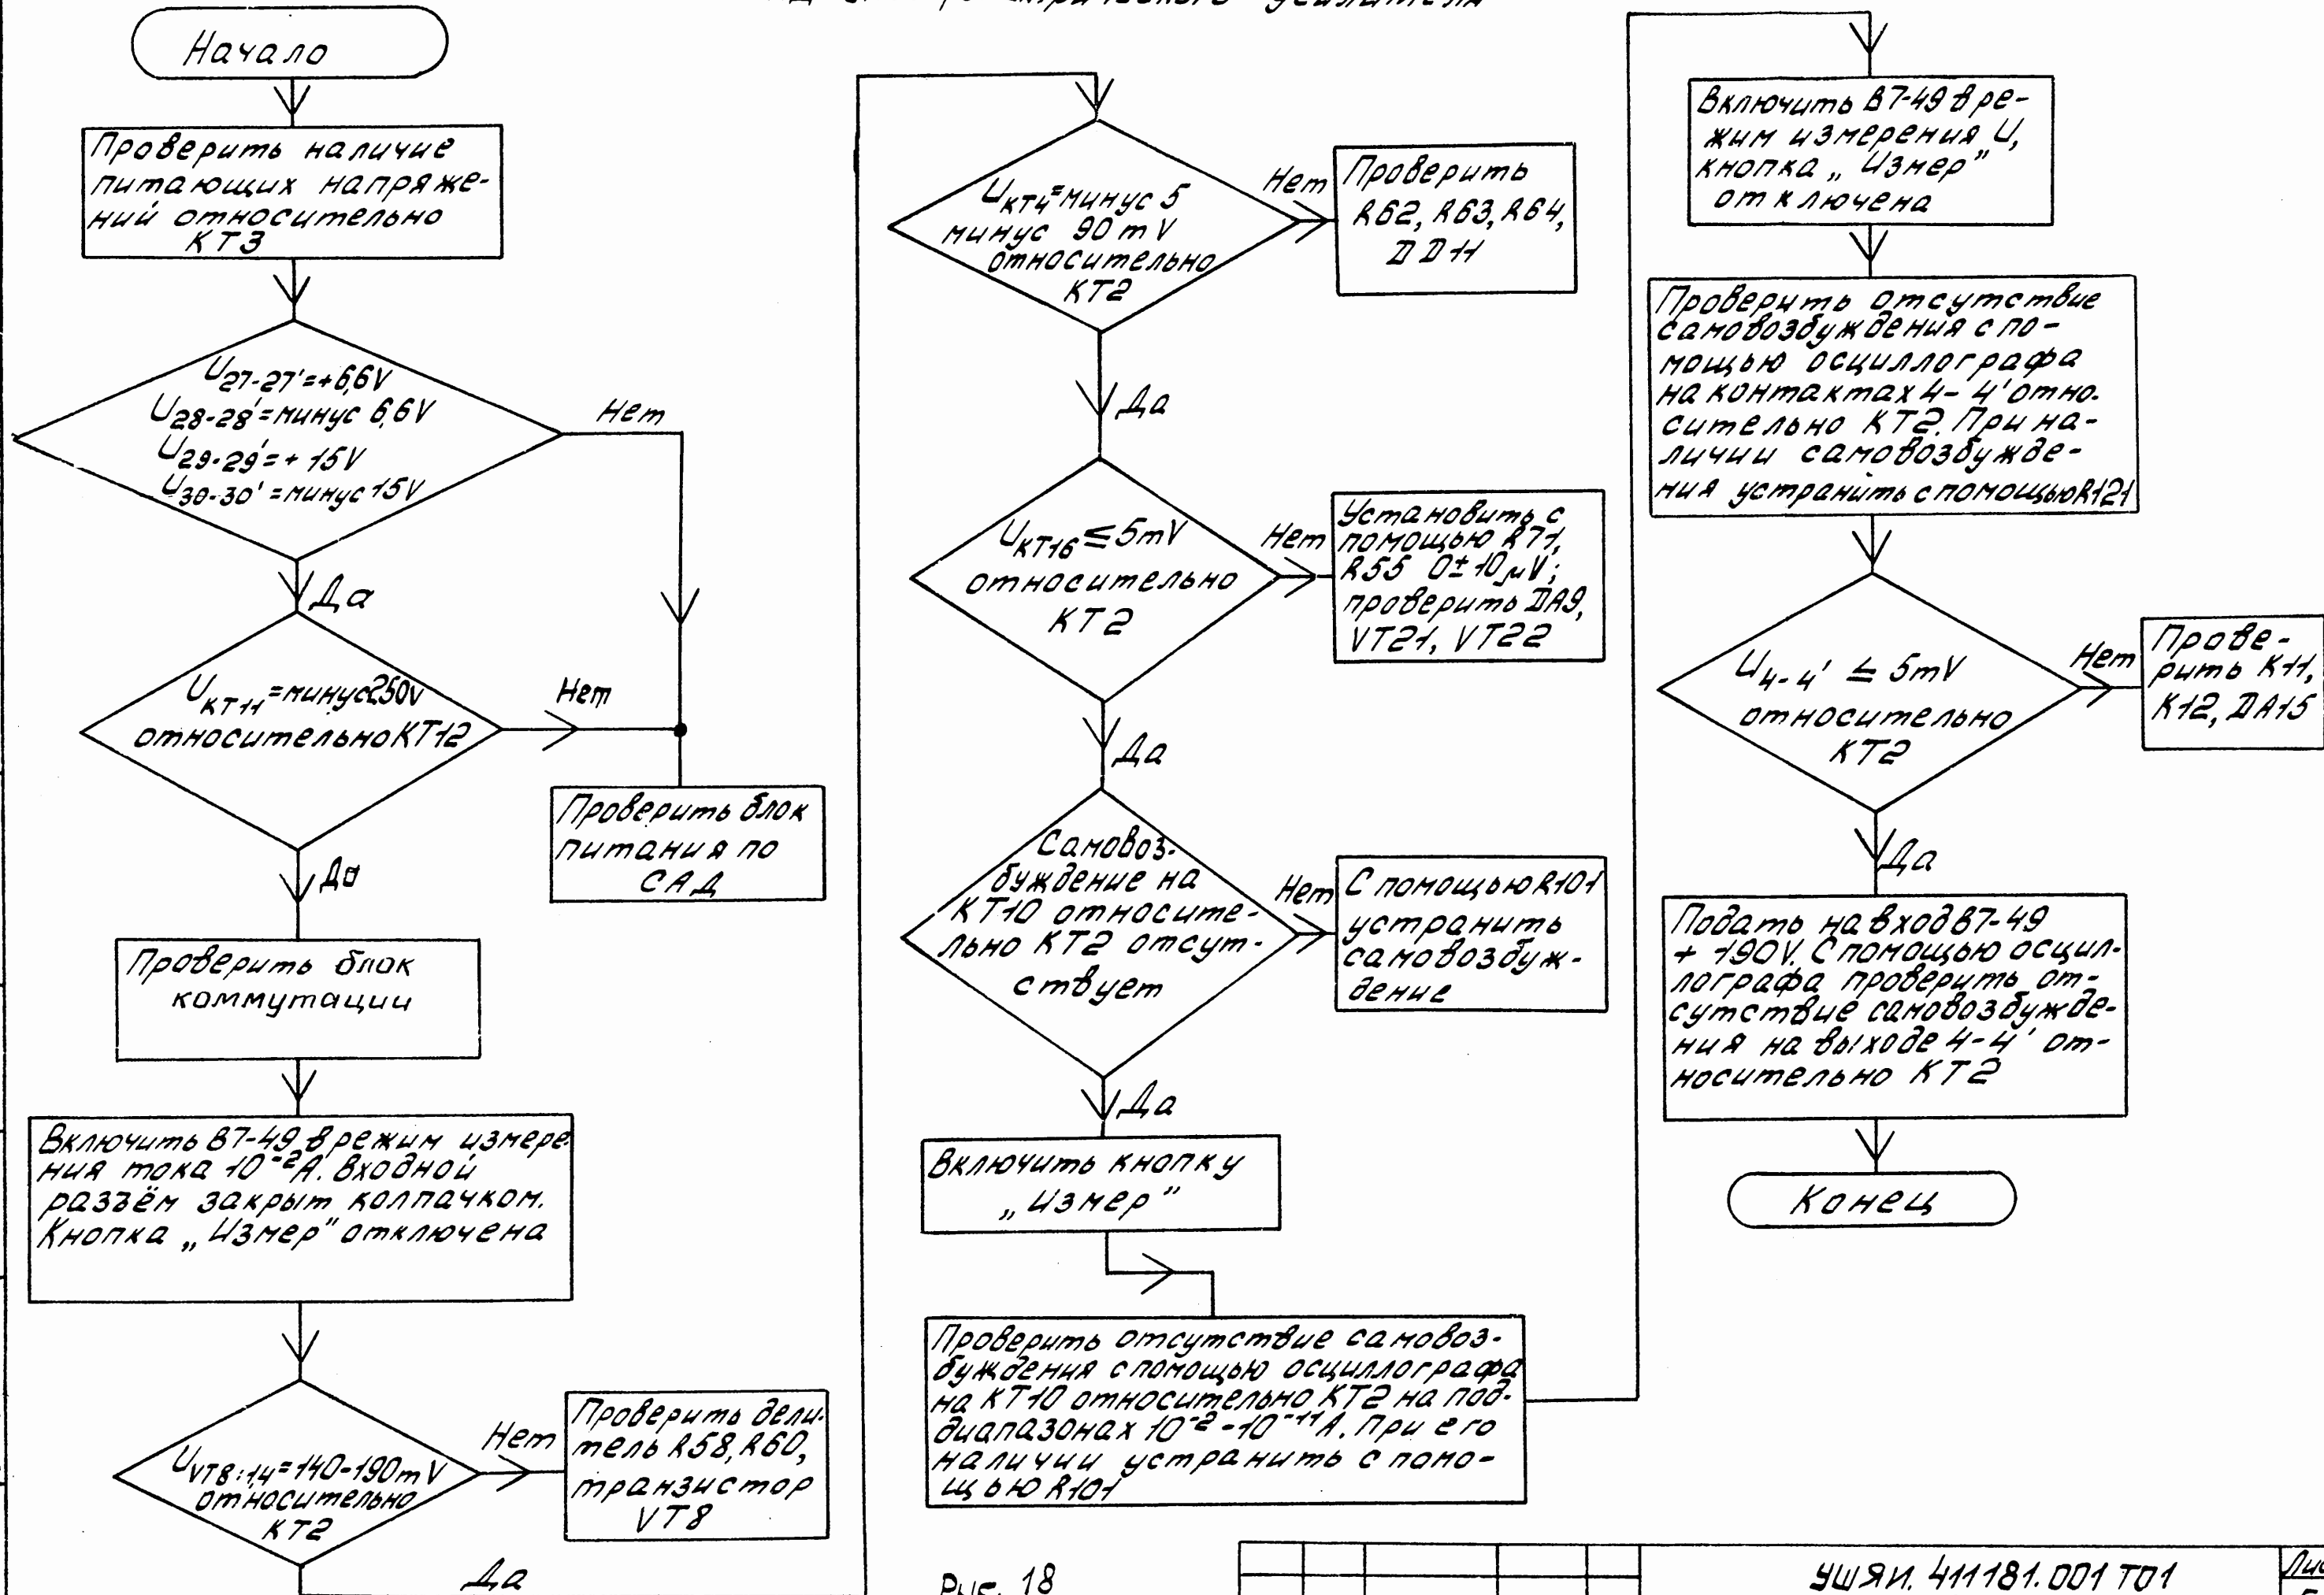 электрического усилителя
Начало
Проверить наличие
питающих напряже-
ний относительно
КТ3
U27-27'=+6,6V
U28-28'=минус 6,6V
U29-29'=+ 15V
U30-30'=минус 15V
Нет
Да
UКТ11=минус250V
относительноКТ12
Нет
Да
Проверить блок
питания по
САД
Проверить блок
коммутации
Включить В7-49 в режим измере-
ния тока 10⁻²А. Входной
разъём закрыт колпачком.
Кнопка „Измер" отключена
UVT8:14=140-190mV
относительно
КТ2
Нет
Проверить дели-
тель R58, R60,
транзистор
VT8
Да
UКТ4=минус 5
минус 90 mV
относительно
КТ2
Нет
Проверить
R62, R63, R64,
DD11
Да
UКТ16 ≤ 5mV
относительно
КТ2
Нет
Установить с
помощью R71,
R55 0±10µV;
проверить DA9,
VT21, VT22
Да
Самовоз-
буждение на
КТ10 относите-
льно КТ2 отсут-
ствует
Нет
С помощью R101
устранить
самовозбуж-
дение
Да
Включить кнопку
„Измер"
Проверить отсутствие самовоз-
буждения с помощью осциллографа
на КТ10 относительно КТ2 на под-
диапазонах 10⁻²-10⁻¹¹А. При его
наличии устранить с помо-
щью R101
Включить В7-49 в ре-
жим измерения U,
кнопка „Измер"
отключена
Проверить отсутствие
самовозбуждения с по-
мощью осциллографа
на контактах 4-4' отно-
сительно КТ2. При на-
личии самовозбужде-
ния устранить с помощью R121
U4-4' ≤ 5mV
относительно
КТ2
Нет
Прове-
рить К11,
К12, DA15
Да
Подать на вход В7-49
+ 190V. С помощью осцил-
лографа проверить от-
сутствие самовозбужде-
ния на выходе 4-4' от-
носительно КТ2
Конец
Рис. 18
УШЯИ. 411181.001 ТО1